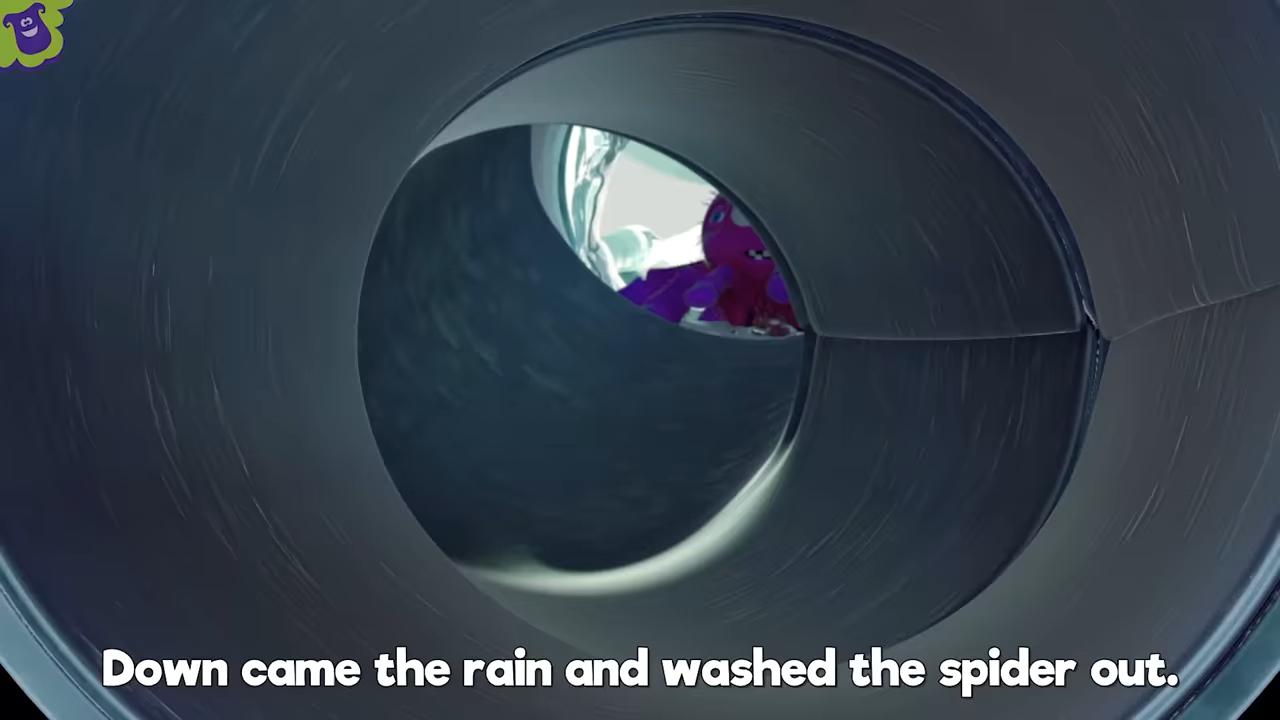 Down came the rain and washed the spider out.